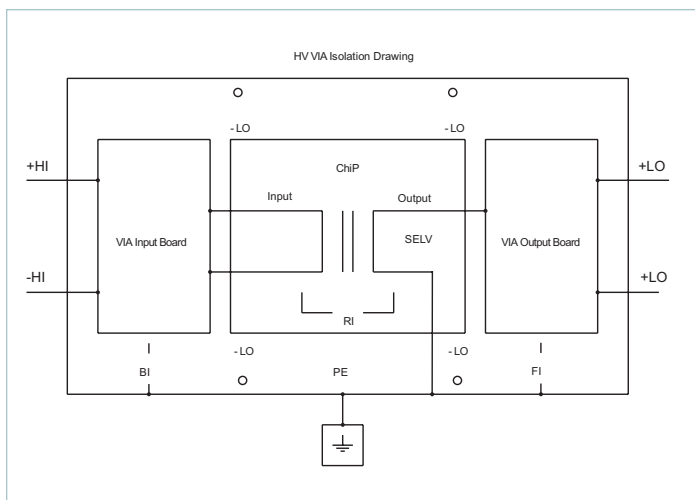 HV VIA Isolation Drawing
-LO -LO
+HI ChiP +LO
Input Output
VIA Input Board SELV VIA Output Board
-HI +LO
RI
-LO -LO
BI PE FI